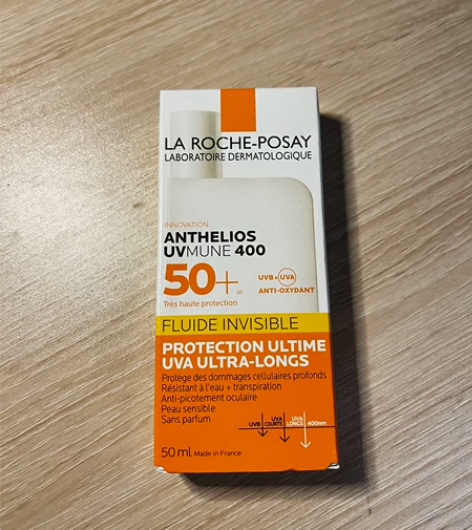 LA ROCHE-POSAY
LABORATOIRE DERMATOLOGIQUE
INNOVATION
ANTHELIOS
UVMUNE 400
50+
Très haute protection
UVB+UVA
ANTI-OXYDANT
FLUIDE INVISIBLE
PROTECTION ULTIME
UVA ULTRA-LONGS
Protège des dommages cellulaires profonds
Résistant à l'eau + transpiration
Anti-picotement oculaire
Peau sensible
Sans parfum
UVB UVA COURTS UVA LONGS 400nm
50 ml Made in France